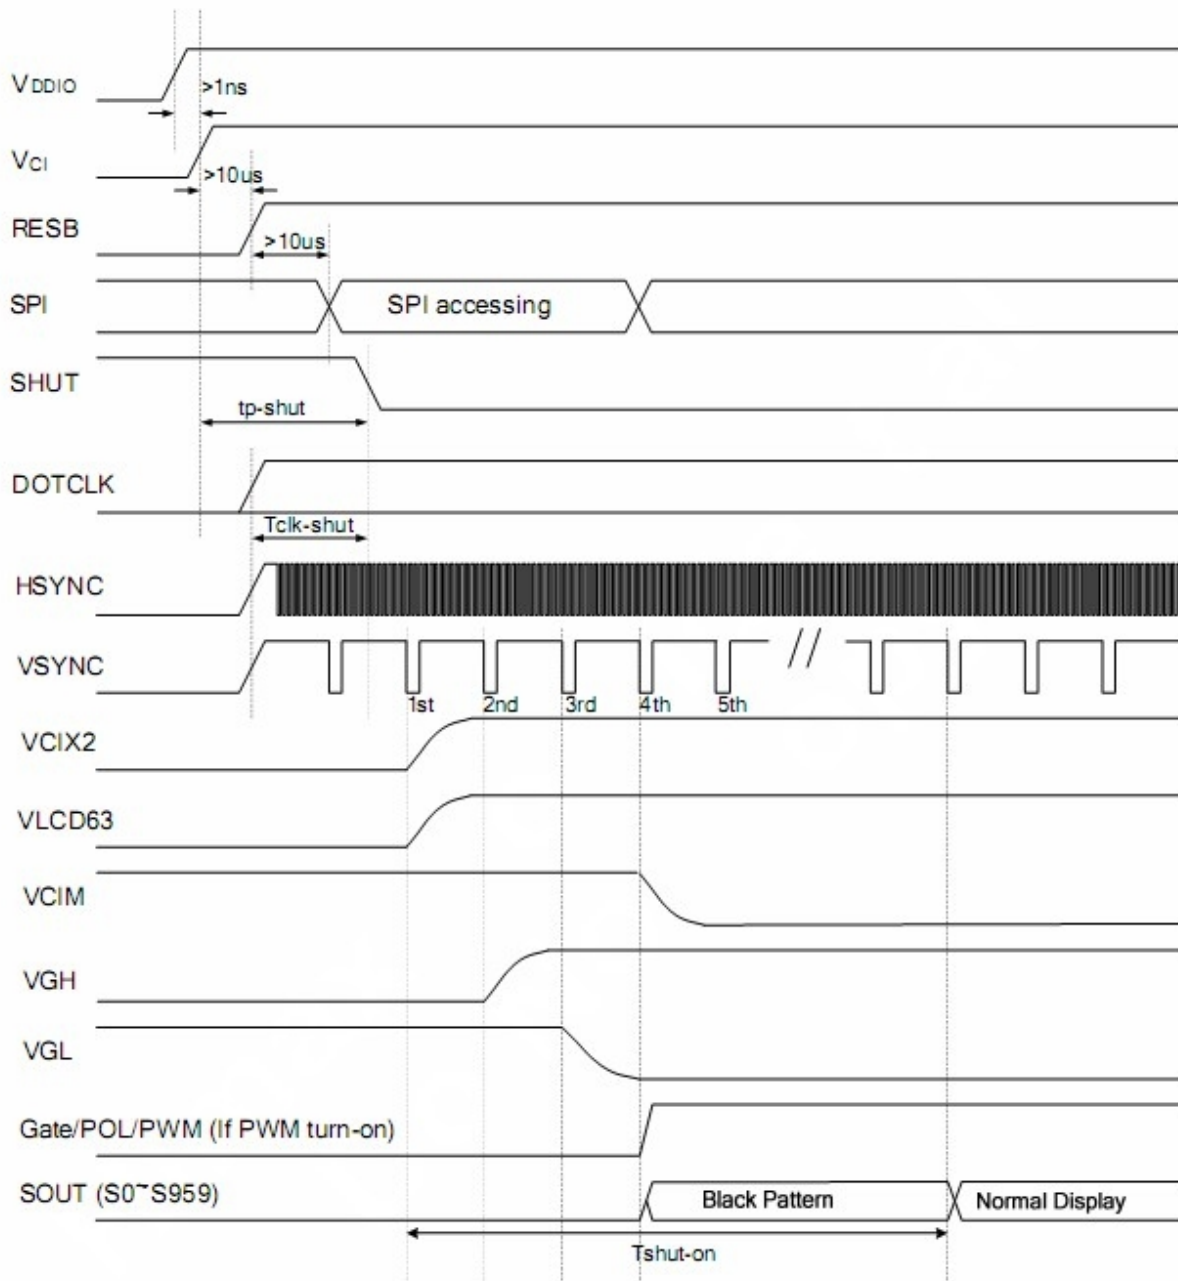 VDDIO
>1ns
VCI
>10us
RESB
>10us
SPI
SPI accessing
SHUT
tp-shut
DOTCLK
Tclk-shut
HSYNC
VSYNC
//
1st 2nd 3rd 4th 5th
VCIX2
VLCD63
VCIM
VGH
VGL
Gate/POL/PWM (If PWM turn-on)
SOUT (S0~S959)
Black Pattern
Normal Display
Tshut-on